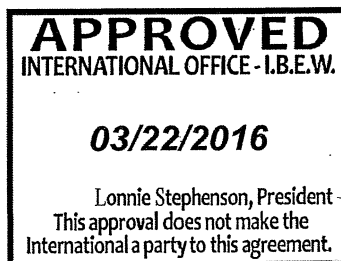 APPROVED
INTERNATIONAL OFFICE - I.B.E.W.
03/22/2016
Lonnie Stephenson, President
This approval does not make the
International a party to this agreement.